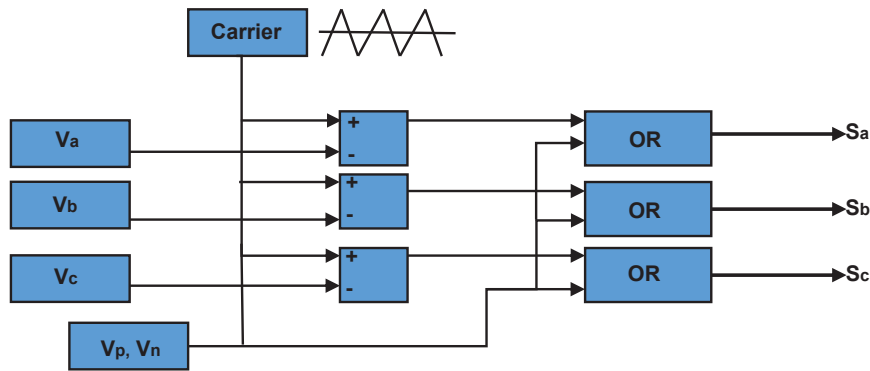 Carrier
Va
+
-
OR
Sa
Vb
+
-
OR
Sb
Vc
+
-
OR
Sc
Vp, Vn